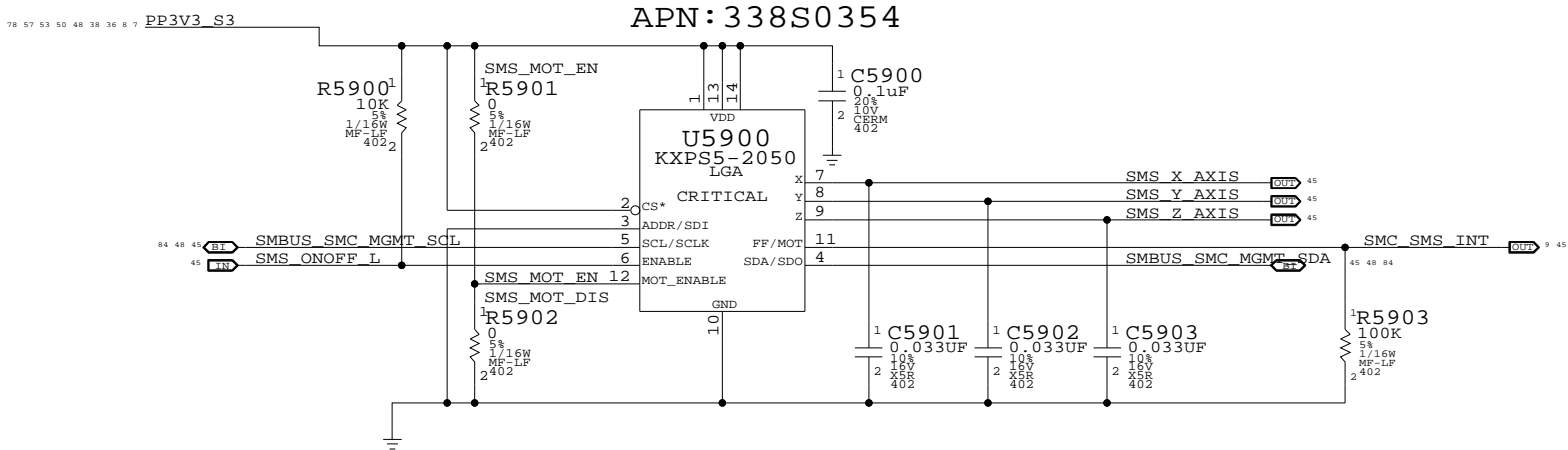 APN:338S0354
78 57 53 50 48 38 36 8 7 PP3V3_S3
SMS_MOT_EN
R5900 1
10K
5%
1/16W
MF-LF
402 2
1 R5901
0
5%
1/16W
MF-LF
2 402
1 13 14
VDD
1 C5900
0.1uF
20%
10V
2 CERM
402
U5900
KXPS5-2050
LGA
CRITICAL
2 CS*
3 ADDR/SDI
5 SCL/SCLK
6 ENABLE
12 MOT_ENABLE
X 7
Y 8
Z 9
FF/MOT 11
SDA/SDO 4
GND
10
84 48 45 BI SMBUS_SMC_MGMT_SCL
45 IN SMS_ONOFF_L
SMS_MOT_EN
SMS_MOT_DIS
1 R5902
0
5%
1/16W
MF-LF
2 402
SMS_X_AXIS OUT 45
SMS_Y_AXIS OUT 45
SMS_Z_AXIS OUT 45
SMC_SMS_INT OUT 9 45
SMBUS_SMC_MGMT_SDA BI 45 48 84
1 C5901
0.033UF
10%
16V
2 X5R
402
1 C5902
0.033UF
10%
16V
2 X5R
402
1 C5903
0.033UF
10%
16V
2 X5R
402
1 R5903
100K
5%
1/16W
MF-LF
2 402